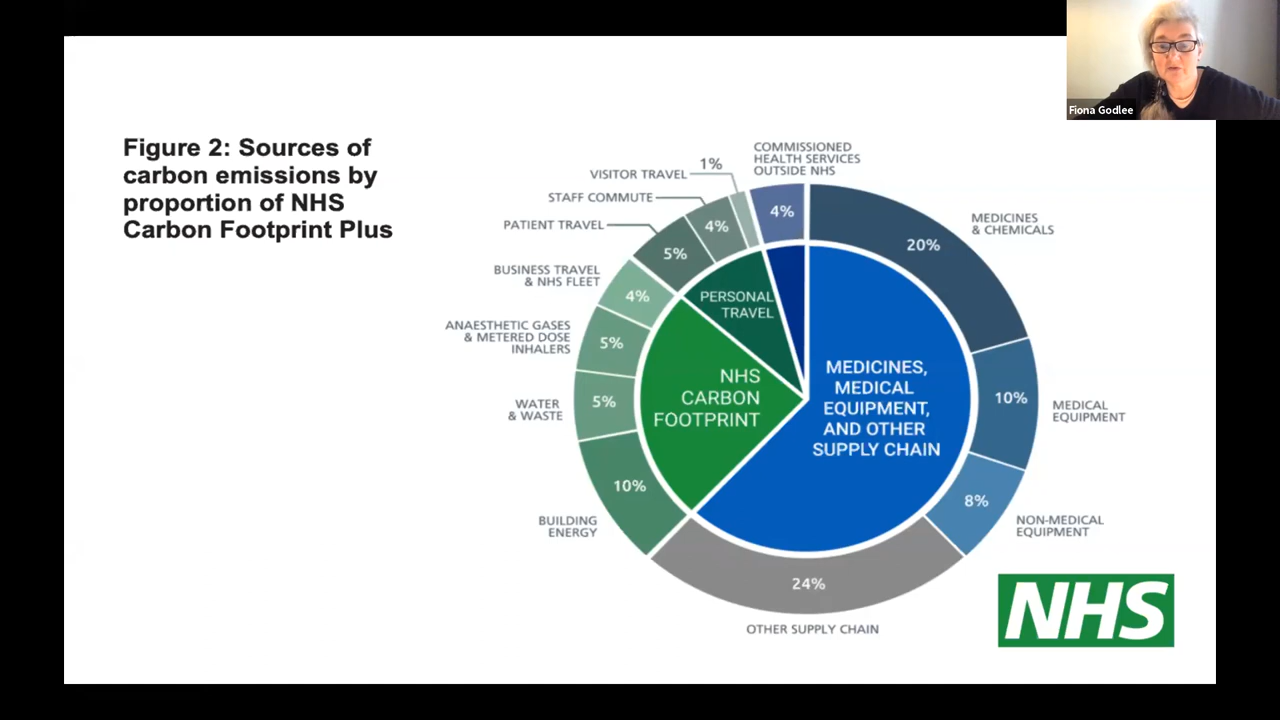 Fiona Godlee
Figure 2: Sources of
carbon emissions by
proportion of NHS
Carbon Footprint Plus
1%
VISITOR TRAVEL
STAFF COMMUTE
PATIENT TRAVEL
BUSINESS TRAVEL
& NHS FLEET
ANAESTHETIC GASES
& METERED DOSE
INHALERS
WATER
& WASTE
BUILDING
ENERGY
COMMISSIONED
HEALTH SERVICES
OUTSIDE NHS
4%
4%
5%
4%
5%
5%
10%
PERSONAL
TRAVEL
NHS
CARBON
FOOTPRINT
MEDICINES,
MEDICAL
EQUIPMENT,
AND OTHER
SUPPLY CHAIN
20%
MEDICINES
& CHEMICALS
10%
MEDICAL
EQUIPMENT
8%
NON-MEDICAL
EQUIPMENT
24%
OTHER SUPPLY CHAIN
NHS